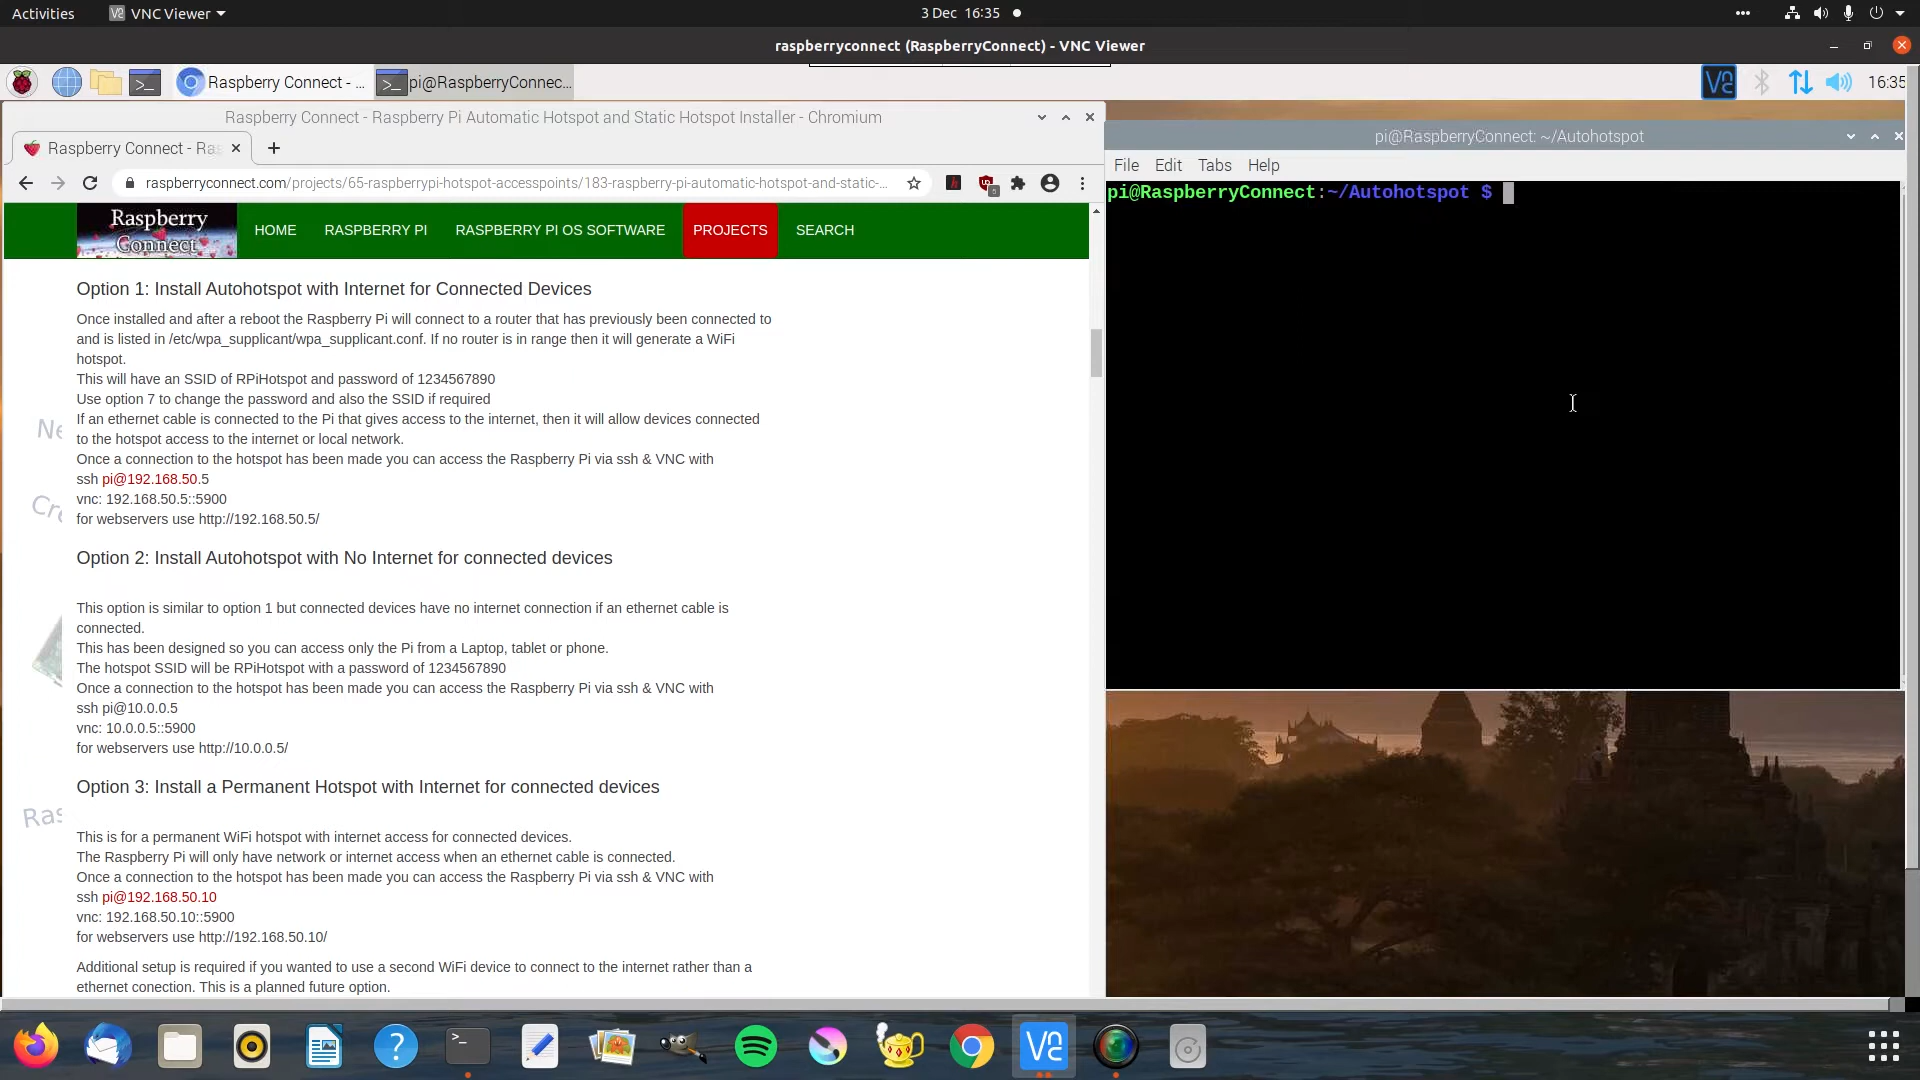 Activities VNC Viewer 3 Dec 16:35
raspberryconnect (RaspberryConnect) - VNC Viewer
Raspberry Connect - ... pi@RaspberryConnec... 16:35
Raspberry Connect - Raspberry Pi Automatic Hotspot and Static Hotspot Installer - Chromium
Raspberry Connect - Ras
raspberryconnect.com/projects/65-raspberrypi-hotspot-accesspoints/183-raspberry-pi-automatic-hotspot-and-static-...
Raspberry
Connect
HOME RASPBERRY PI RASPBERRY PI OS SOFTWARE PROJECTS SEARCH
Option 1: Install Autohotspot with Internet for Connected Devices
Once installed and after a reboot the Raspberry Pi will connect to a router that has previously been connected to
and is listed in /etc/wpa_supplicant/wpa_supplicant.conf. If no router is in range then it will generate a WiFi
hotspot.
This will have an SSID of RPiHotspot and password of 1234567890
Use option 7 to change the password and also the SSID if required
If an ethernet cable is connected to the Pi that gives access to the internet, then it will allow devices connected
to the hotspot access to the internet or local network.
Once a connection to the hotspot has been made you can access the Raspberry Pi via ssh & VNC with
ssh pi@192.168.50.5
vnc: 192.168.50.5::5900
for webservers use http://192.168.50.5/
Option 2: Install Autohotspot with No Internet for connected devices
This option is similar to option 1 but connected devices have no internet connection if an ethernet cable is
connected.
This has been designed so you can access only the Pi from a Laptop, tablet or phone.
The hotspot SSID will be RPiHotspot with a password of 1234567890
Once a connection to the hotspot has been made you can access the Raspberry Pi via ssh & VNC with
ssh pi@10.0.0.5
vnc: 10.0.0.5::5900
for webservers use http://10.0.0.5/
Option 3: Install a Permanent Hotspot with Internet for connected devices
This is for a permanent WiFi hotspot with internet access for connected devices.
The Raspberry Pi will only have network or internet access when an ethernet cable is connected.
Once a connection to the hotspot has been made you can access the Raspberry Pi via ssh & VNC with
ssh pi@192.168.50.10
vnc: 192.168.50.10::5900
for webservers use http://192.168.50.10/
Additional setup is required if you wanted to use a second WiFi device to connect to the internet rather than a
ethernet conection. This is a planned future option.
pi@RaspberryConnect: ~/Autohotspot
File Edit Tabs Help
pi@RaspberryConnect:~/Autohotspot $